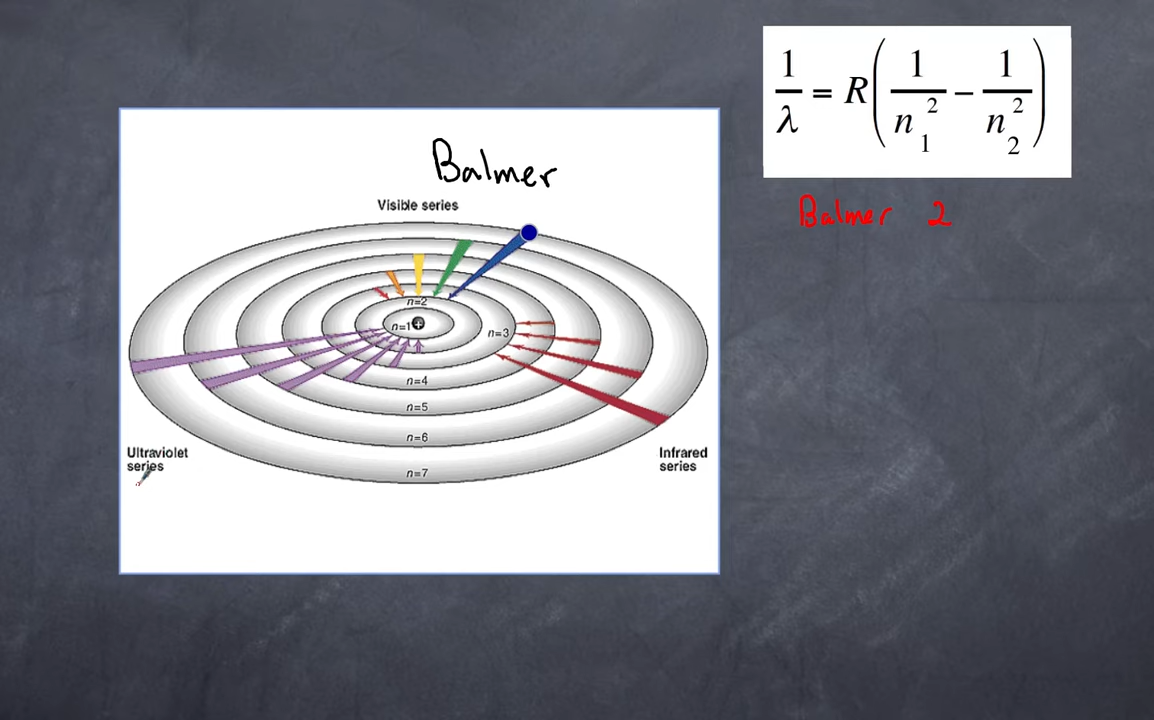 1/λ = R(1/n₁² − 1/n₂²)
Balmer 2
Balmer
Visible series
n=2
n=1
n=3
n=4
n=5
n=6
n=7
Ultraviolet
series
Infrared
series